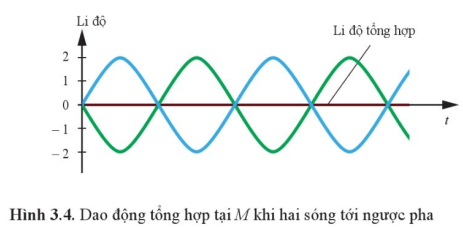 Li độ
Li độ tổng hợp
2
1
0
t
– 1
– 2
Hình 3.4. Dao động tổng hợp tại M khi hai sóng tới ngược pha